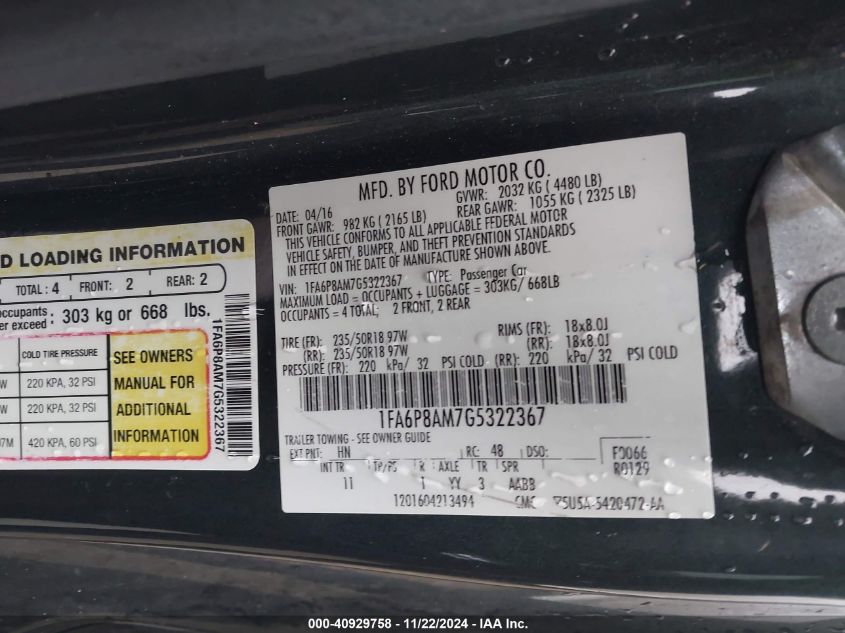 D LOADING INFORMATION
TOTAL : 4 FRONT: 2 REAR: 2
occupants
er exceed : 303 kg or 668 lbs.
COLD TIRE PRESSURE
220 KPA, 32 PSI
220 KPA, 32 PSI
420 KPA, 60 PSI
SEE OWNERS
MANUAL FOR
ADDITIONAL
INFORMATION
1FA6P8AM7G5322367
MFD. BY FORD MOTOR CO.
DATE: 04/16 GVWR: 2032 KG ( 4480 LB)
FRONT GAWR: 982 KG ( 2165 LB) REAR GAWR: 1055 KG ( 2325 LB)
THIS VEHICLE CONFORMS TO ALL APPLICABLE FEDERAL MOTOR
VEHICLE SAFETY, BUMPER, AND THEFT PREVENTION STANDARDS
IN EFFECT ON THE DATE OF MANUFACTURE SHOWN ABOVE.
VIN: 1FA6P8AM7G5322367 TYPE: Passenger Car
MAXIMUM LOAD = OCCUPANTS + LUGGAGE = 303KG/ 668LB
OCCUPANTS = 4 TOTAL; 2 FRONT, 2 REAR
TIRE (FR): 235/50R18 97W RIMS (FR): 18x8.0J
(RR): 235/50R18 97W (RR): 18x8.0J
PRESSURE (FR): 220 kPa/ 32 PSI COLD (RR): 220 kPa/ 32 PSI COLD
1FA6P8AM7G5322367
TRAILER TOWING - SEE OWNER GUIDE
EXT PNT: HN RC: 48 DSO: F0066
R0129
INT TR TP/PS R AXLE TR SPR
11 1 YY 3 AABB
1201604213494 5U5A-5420472-AA
000-40929758 - 11/22/2024 - IAA Inc.